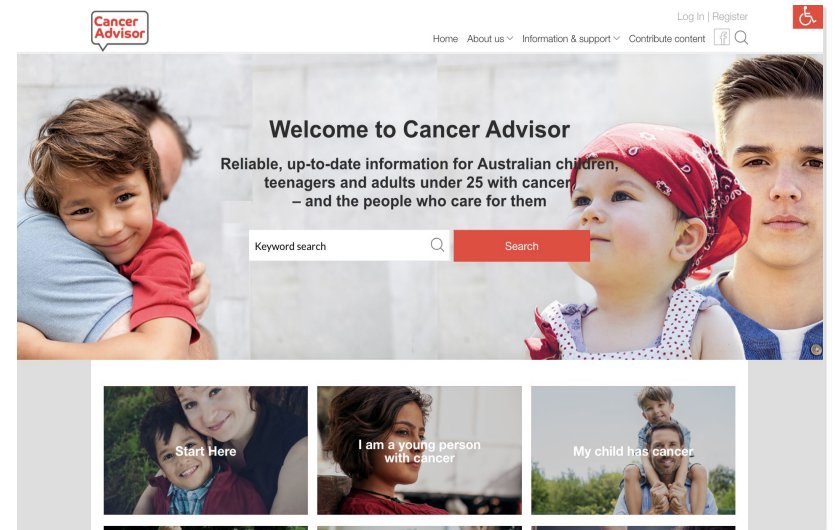 Cancer
Advisor
Log In | Register
Home About us Information & support Contribute content
Welcome to Cancer Advisor
Reliable, up-to-date information for Australian children,
teenagers and adults under 25 with cancer
– and the people who care for them
Keyword search
Search
Start Here
I am a young person
with cancer
My child has cancer